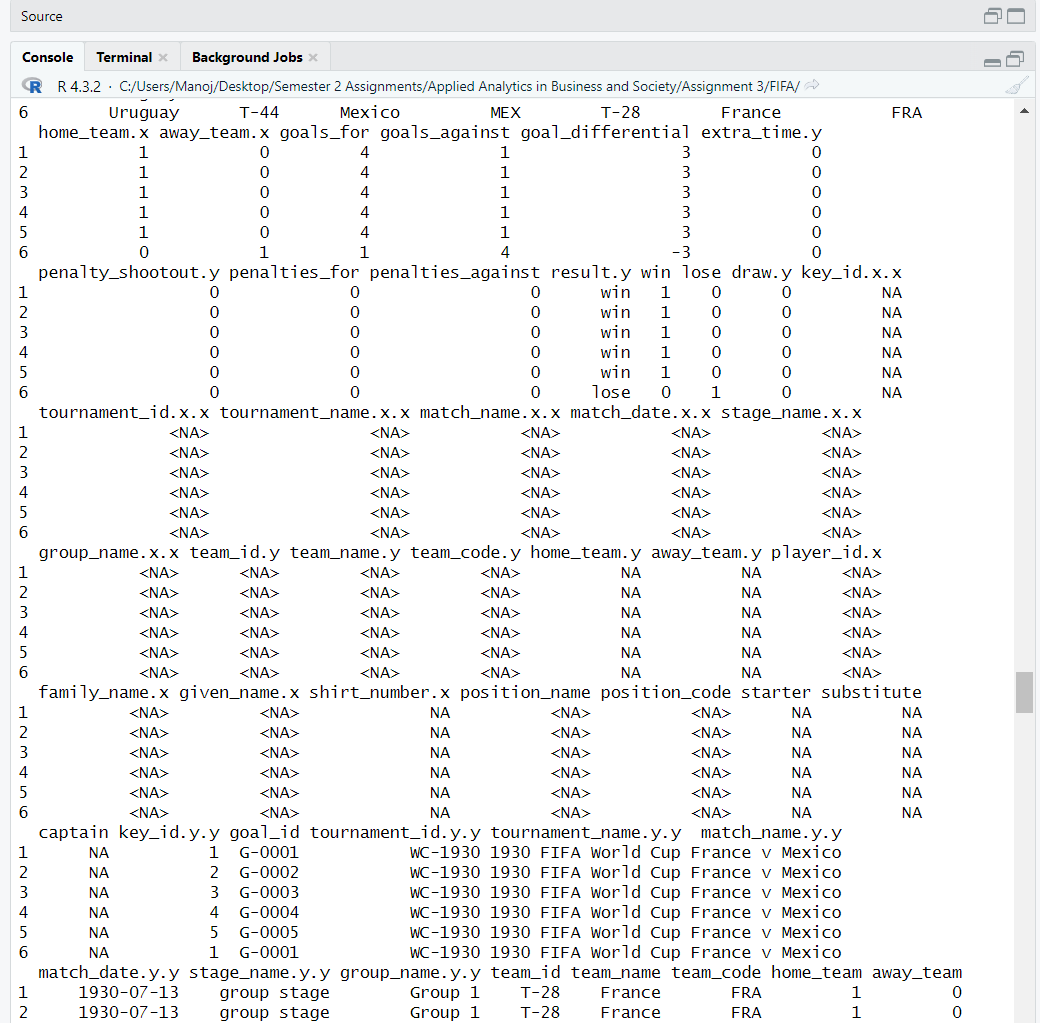 Source
Console Terminal Background Jobs
R 4.3.2 · C:/Users/Manoj/Desktop/Semester 2 Assignments/Applied Analytics in Business and Society/Assignment 3/FIFA/
6 Uruguay T-44 Mexico MEX T-28 France FRA
home_team.x away_team.x goals_for goals_against goal_differential extra_time.y
1 1 0 4 1 3 0
2 1 0 4 1 3 0
3 1 0 4 1 3 0
4 1 0 4 1 3 0
5 1 0 4 1 3 0
6 0 1 1 4 -3 0
penalty_shootout.y penalties_for penalties_against result.y win lose draw.y key_id.x.x
1 0 0 0 win 1 0 0 NA
2 0 0 0 win 1 0 0 NA
3 0 0 0 win 1 0 0 NA
4 0 0 0 win 1 0 0 NA
5 0 0 0 win 1 0 0 NA
6 0 0 0 lose 0 1 0 NA
tournament_id.x.x tournament_name.x.x match_name.x.x match_date.x.x stage_name.x.x
1 <NA> <NA> <NA> <NA> <NA>
2 <NA> <NA> <NA> <NA> <NA>
3 <NA> <NA> <NA> <NA> <NA>
4 <NA> <NA> <NA> <NA> <NA>
5 <NA> <NA> <NA> <NA> <NA>
6 <NA> <NA> <NA> <NA> <NA>
group_name.x.x team_id.y team_name.y team_code.y home_team.y away_team.y player_id.x
1 <NA> <NA> <NA> <NA> NA NA <NA>
2 <NA> <NA> <NA> <NA> NA NA <NA>
3 <NA> <NA> <NA> <NA> NA NA <NA>
4 <NA> <NA> <NA> <NA> NA NA <NA>
5 <NA> <NA> <NA> <NA> NA NA <NA>
6 <NA> <NA> <NA> <NA> NA NA <NA>
family_name.x given_name.x shirt_number.x position_name position_code starter substitute
1 <NA> <NA> NA <NA> <NA> NA NA
2 <NA> <NA> NA <NA> <NA> NA NA
3 <NA> <NA> NA <NA> <NA> NA NA
4 <NA> <NA> NA <NA> <NA> NA NA
5 <NA> <NA> NA <NA> <NA> NA NA
6 <NA> <NA> NA <NA> <NA> NA NA
captain key_id.y.y goal_id tournament_id.y.y tournament_name.y.y match_name.y.y
1 NA 1 G-0001 WC-1930 1930 FIFA World Cup France v Mexico
2 NA 2 G-0002 WC-1930 1930 FIFA World Cup France v Mexico
3 NA 3 G-0003 WC-1930 1930 FIFA World Cup France v Mexico
4 NA 4 G-0004 WC-1930 1930 FIFA World Cup France v Mexico
5 NA 5 G-0005 WC-1930 1930 FIFA World Cup France v Mexico
6 NA 1 G-0001 WC-1930 1930 FIFA World Cup France v Mexico
match_date.y.y stage_name.y.y group_name.y.y team_id team_name team_code home_team away_team
1 1930-07-13 group stage Group 1 T-28 France FRA 1 0
2 1930-07-13 group stage Group 1 T-28 France FRA 1 0